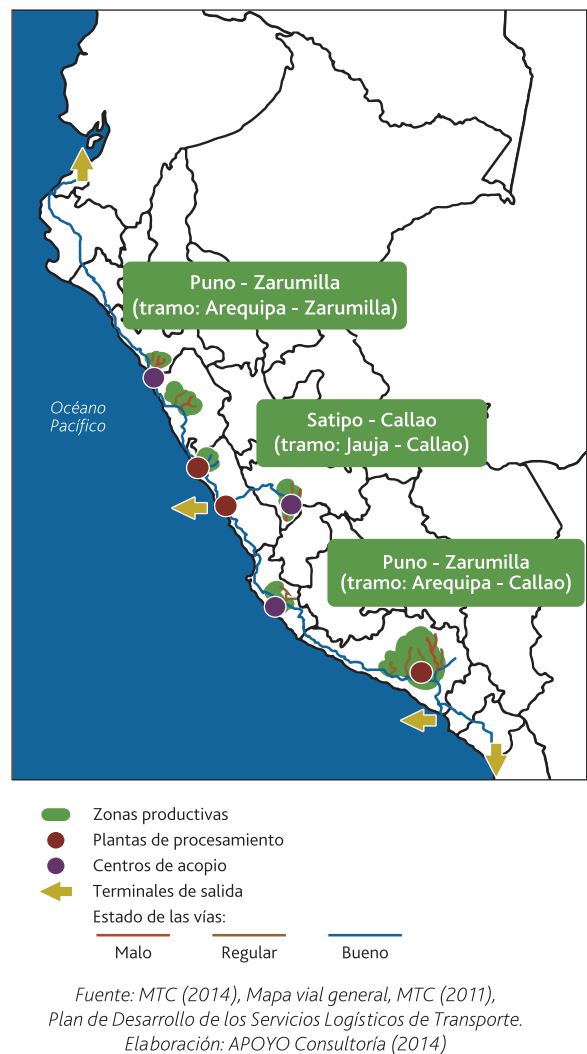 Puno - Zarumilla
(tramo: Arequipa - Zarumilla)
Océano
Pacífico
Satipo - Callao
(tramo: Jauja - Callao)
Puno - Zarumilla
(tramo: Arequipa - Callao)
Zonas productivas
Plantas de procesamiento
Centros de acopio
Terminales de salida
Estado de las vías:
Malo
Regular
Bueno
Fuente: MTC (2014), Mapa vial general, MTC (2011),
Plan de Desarrollo de los Servicios Logísticos de Transporte.
Elaboración: APOYO Consultoría (2014)